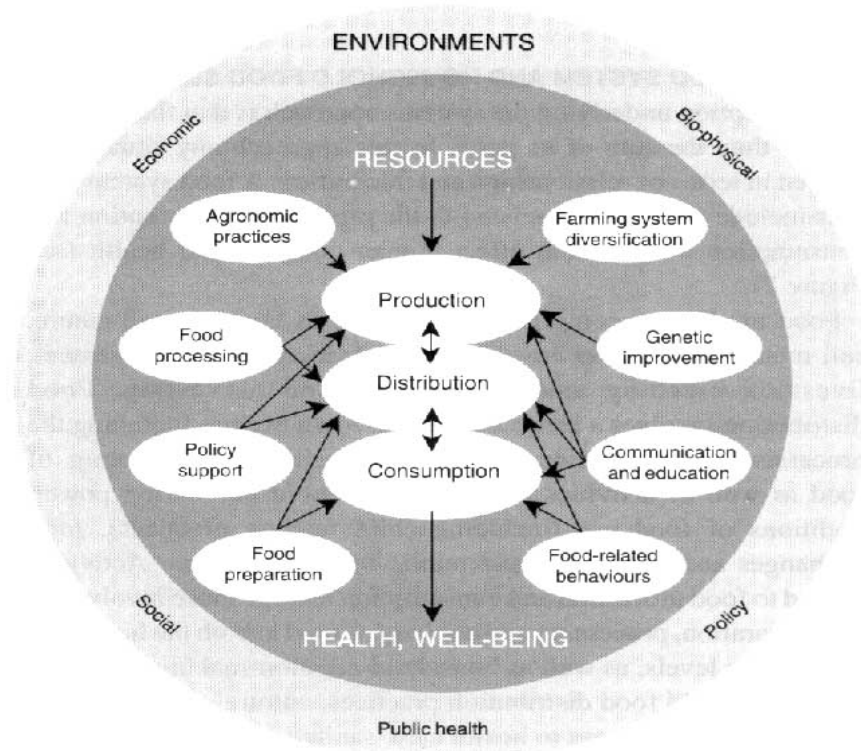 ENVIRONMENTS
Economic
Bio-physical
RESOURCES
Agronomic
practices
Farming system
diversification
Production
Food
processing
Genetic
improvement
Distribution
Policy
support
Communication
and education
Consumption
Food
preparation
Food-related
behaviours
Social
Policy
HEALTH, WELL-BEING
Public health